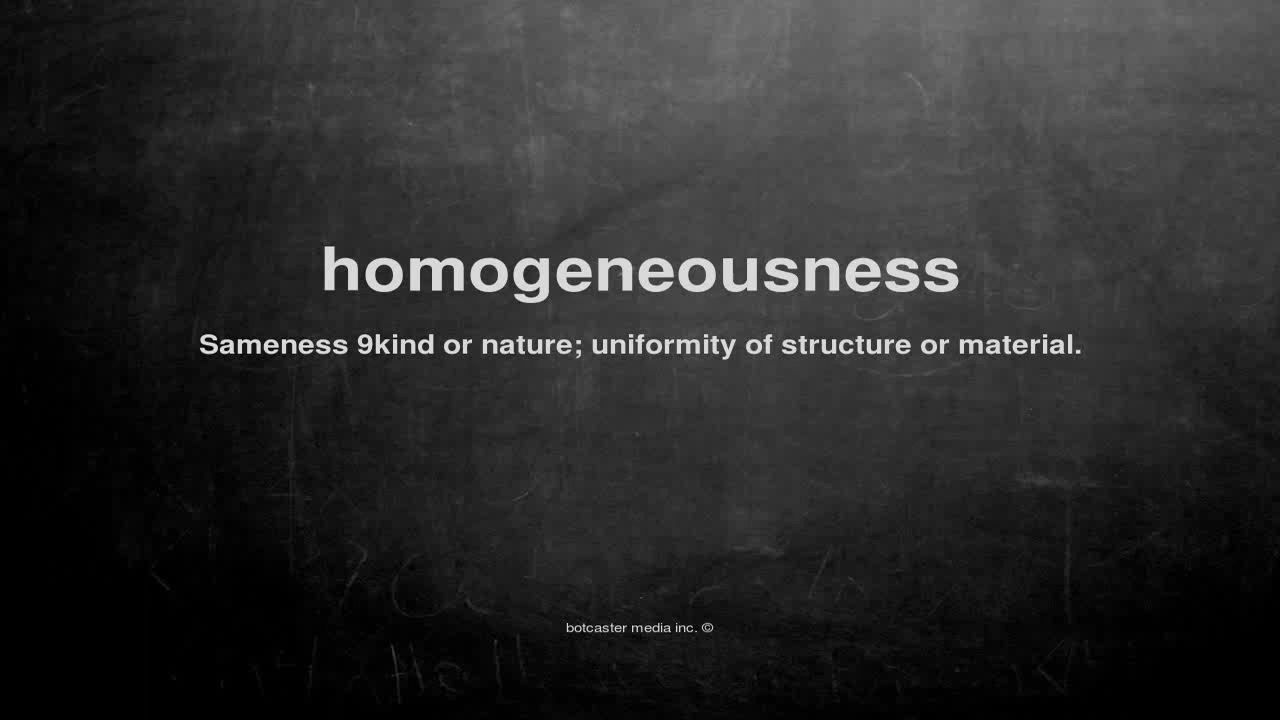 homogeneousness
Sameness 9kind or nature; uniformity of structure or material.
botcaster media inc. ©